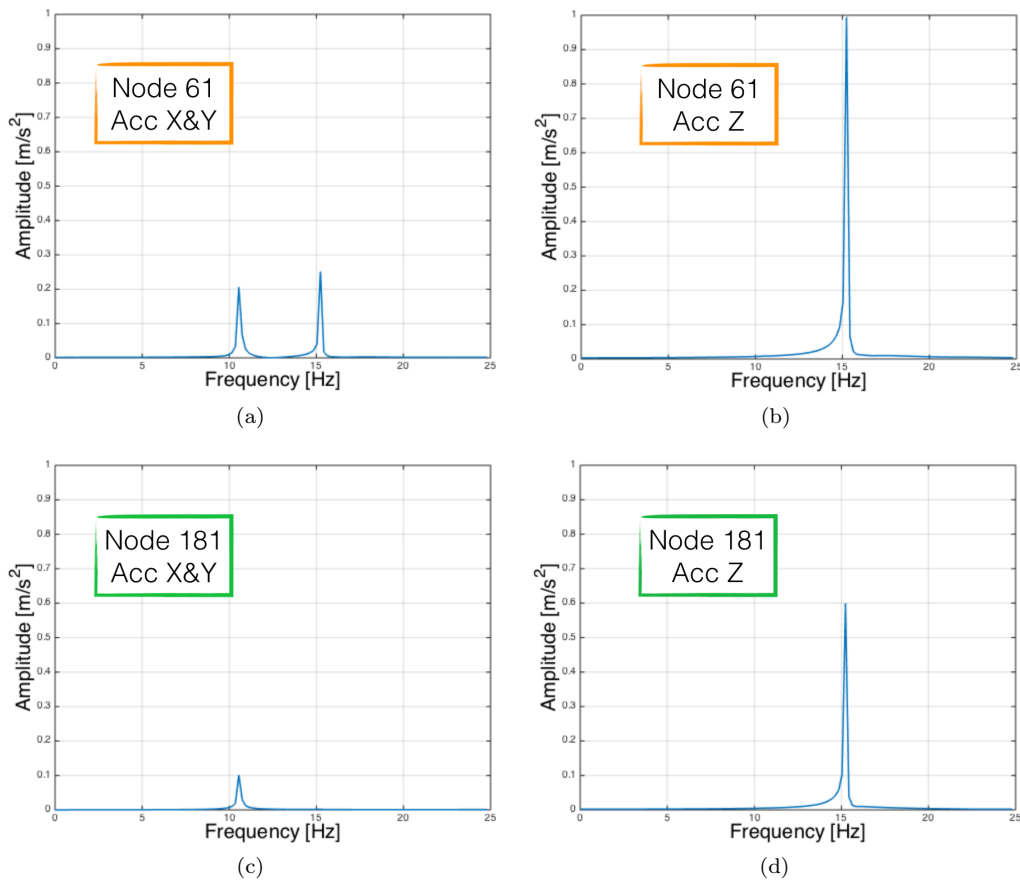 1
0.9
0.8
0.7
0.6
0.5
0.4
0.3
0.2
0.1
0
Amplitude [m/s²]
Node 61
Acc X&Y
0 5 10 15 20 25
Frequency [Hz]
(a)
1
0.9
0.8
0.7
0.6
0.5
0.4
0.3
0.2
0.1
0
Amplitude [m/s²]
Node 61
Acc Z
0 5 10 15 20 25
Frequency [Hz]
(b)
1
0.9
0.8
0.7
0.6
0.5
0.4
0.3
0.2
0.1
0
Amplitude [m/s²]
Node 181
Acc X&Y
0 5 10 15 20 25
Frequency [Hz]
(c)
1
0.9
0.8
0.7
0.6
0.5
0.4
0.3
0.2
0.1
0
Amplitude [m/s²]
Node 181
Acc Z
0 5 10 15 20 25
Frequency [Hz]
(d)